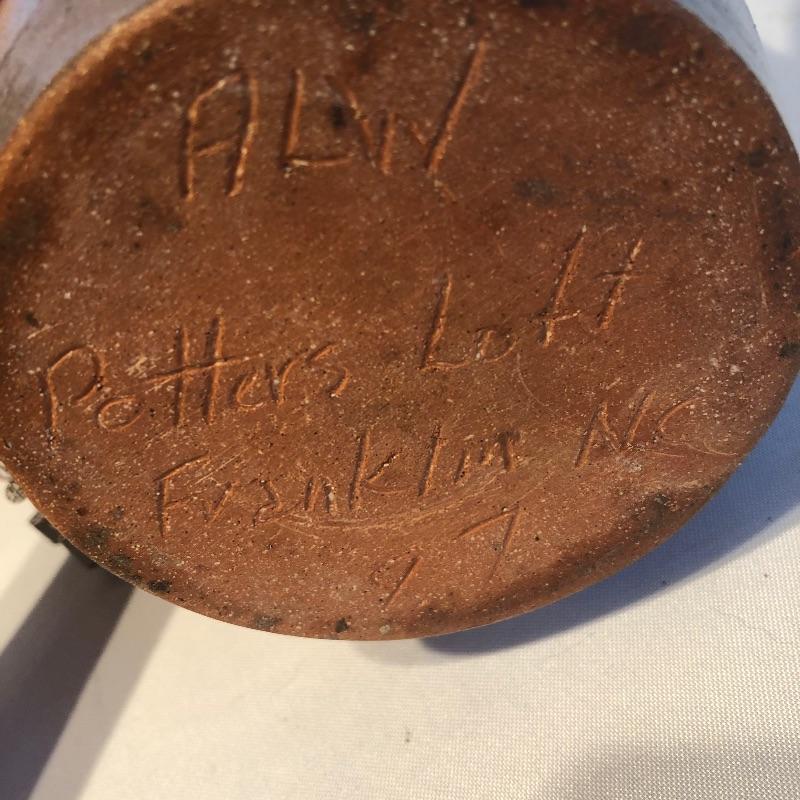 ALW
Potters Loft
Franklin NC
97